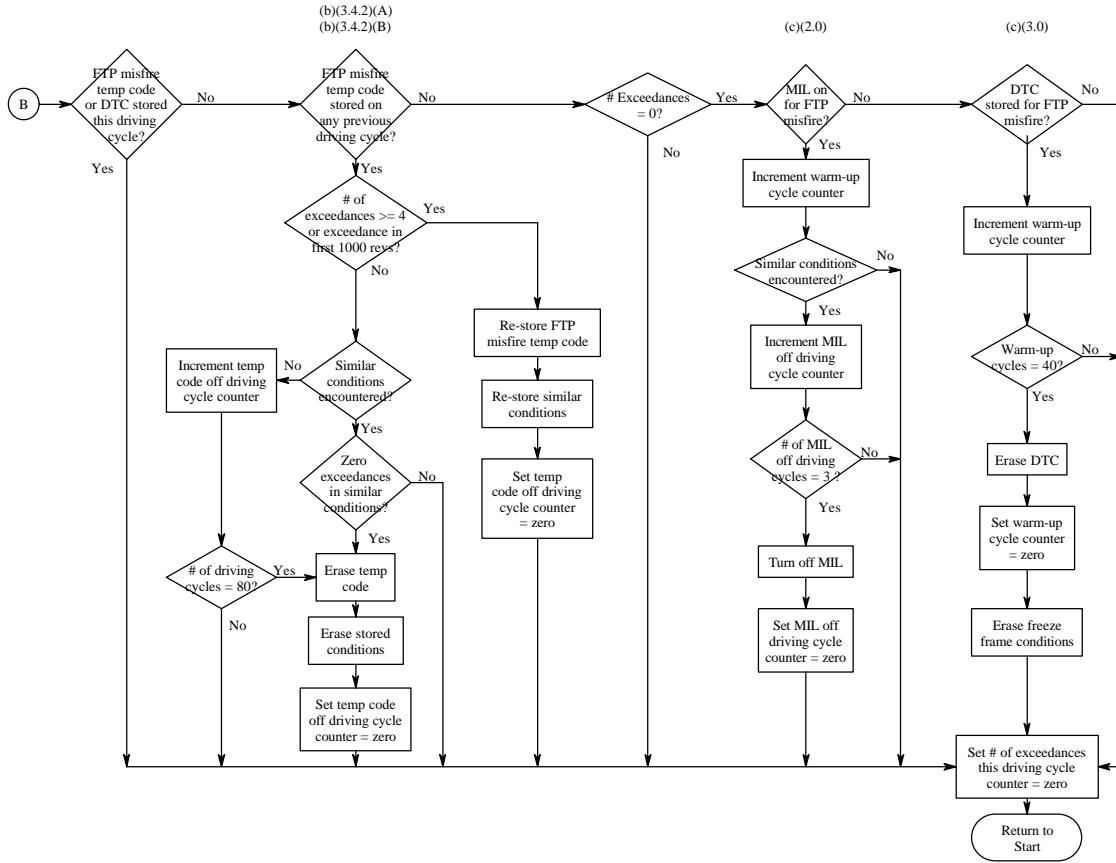 (b)(3.4.2)(A)
(b)(3.4.2)(B)
(c)(2.0)
(c)(3.0)
B
FTP misfire
temp code
or DTC stored
this driving
cycle?
No
Yes
FTP misfire
temp code
stored on
any previous
driving cycle?
No
Yes
# Exceedances
= 0?
Yes
No
MIL on
for FTP
misfire?
No
Yes
DTC
stored for FTP
misfire?
No
Yes
# of
exceedances >= 4
or exceedance in
first 1000 revs?
Yes
No
Re-store FTP
misfire temp code
Re-store similar
conditions
Set temp
code off driving
cycle counter
= zero
Similar
conditions
encountered?
No
Yes
Increment temp
code off driving
cycle counter
Zero
exceedances
in similar
conditions?
No
Yes
# of driving
cycles = 80?
Yes
No
Erase temp
code
Erase stored
conditions
Set temp code
off driving cycle
counter = zero
Increment warm-up
cycle counter
Similar conditions
encountered?
No
Yes
Increment MIL
off driving
cycle counter
# of MIL
off driving
cycles = 3 ?
No
Yes
Turn off MIL
Set MIL off
driving cycle
counter = zero
Increment warm-up
cycle counter
Warm-up
cycles = 40?
No
Yes
Erase DTC
Set warm-up
cycle counter
= zero
Erase freeze
frame conditions
Set # of exceedances
this driving cycle
counter = zero
Return to
Start